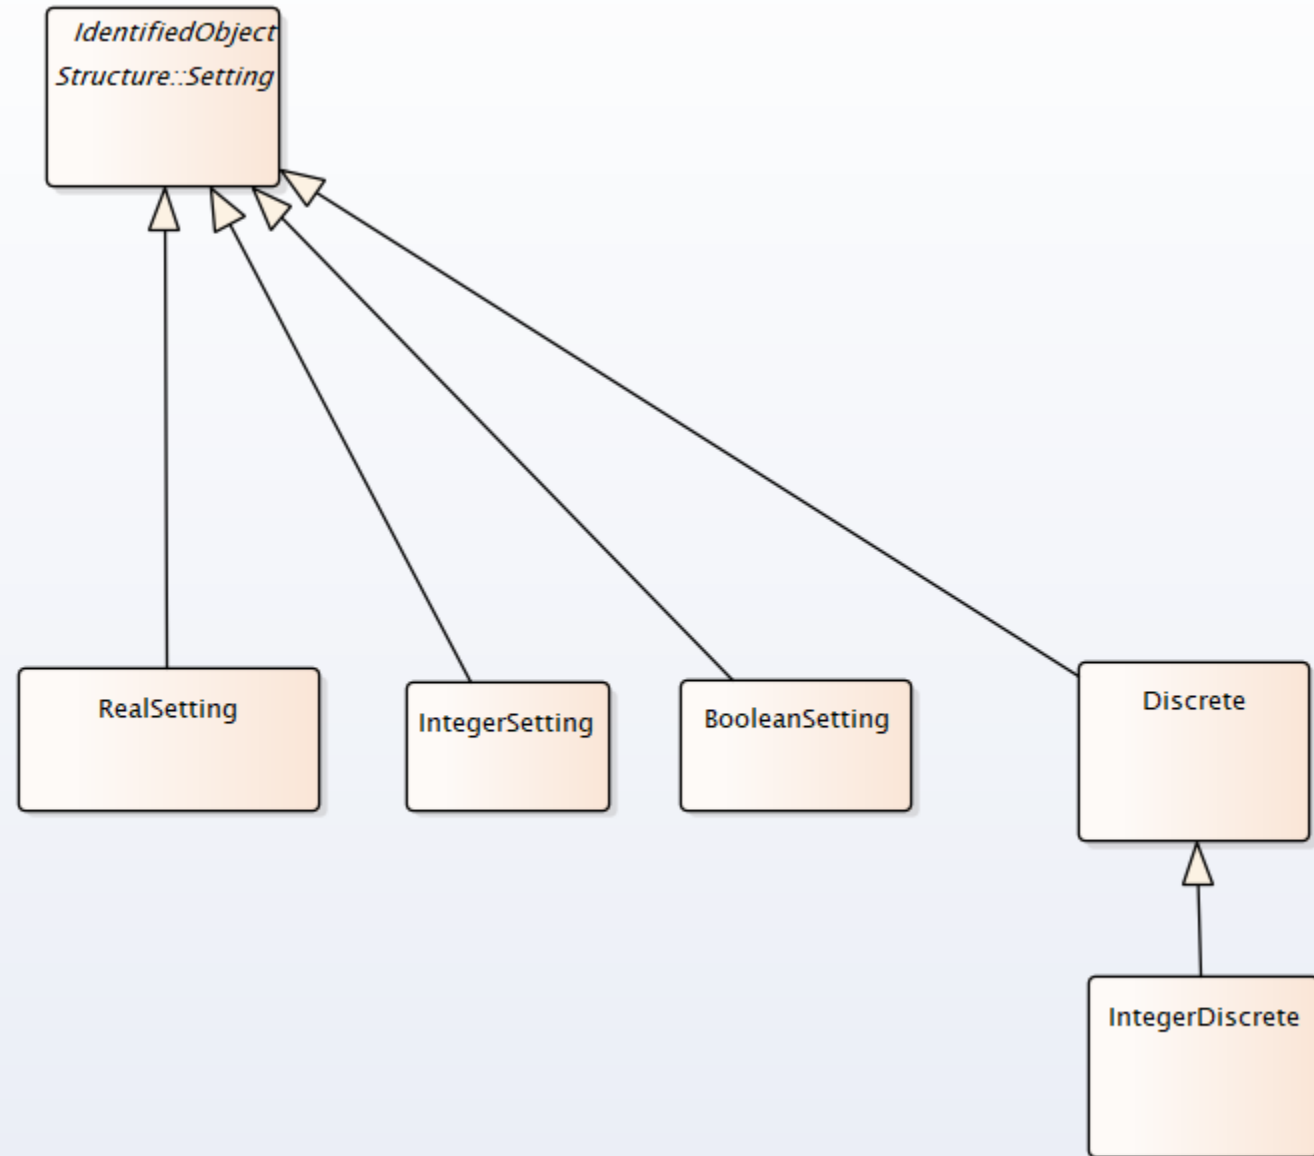 IdentifiedObject
Structure::Setting
RealSetting
IntegerSetting
BooleanSetting
Discrete
IntegerDiscrete